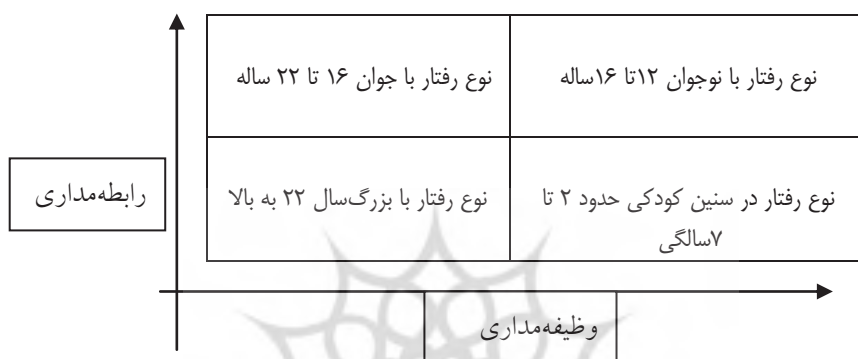 نوع رفتار با نوجوان ۱۲تا ۱۶ساله
نوع رفتار با جوان ۱۶ تا ۲۲ ساله
نوع رفتار در سنین کودکی حدود ۲ تا
۷سالگی
نوع رفتار با بزرگ‌سال ۲۲ به بالا
رابطه‌مداری
وظیفه‌مداری